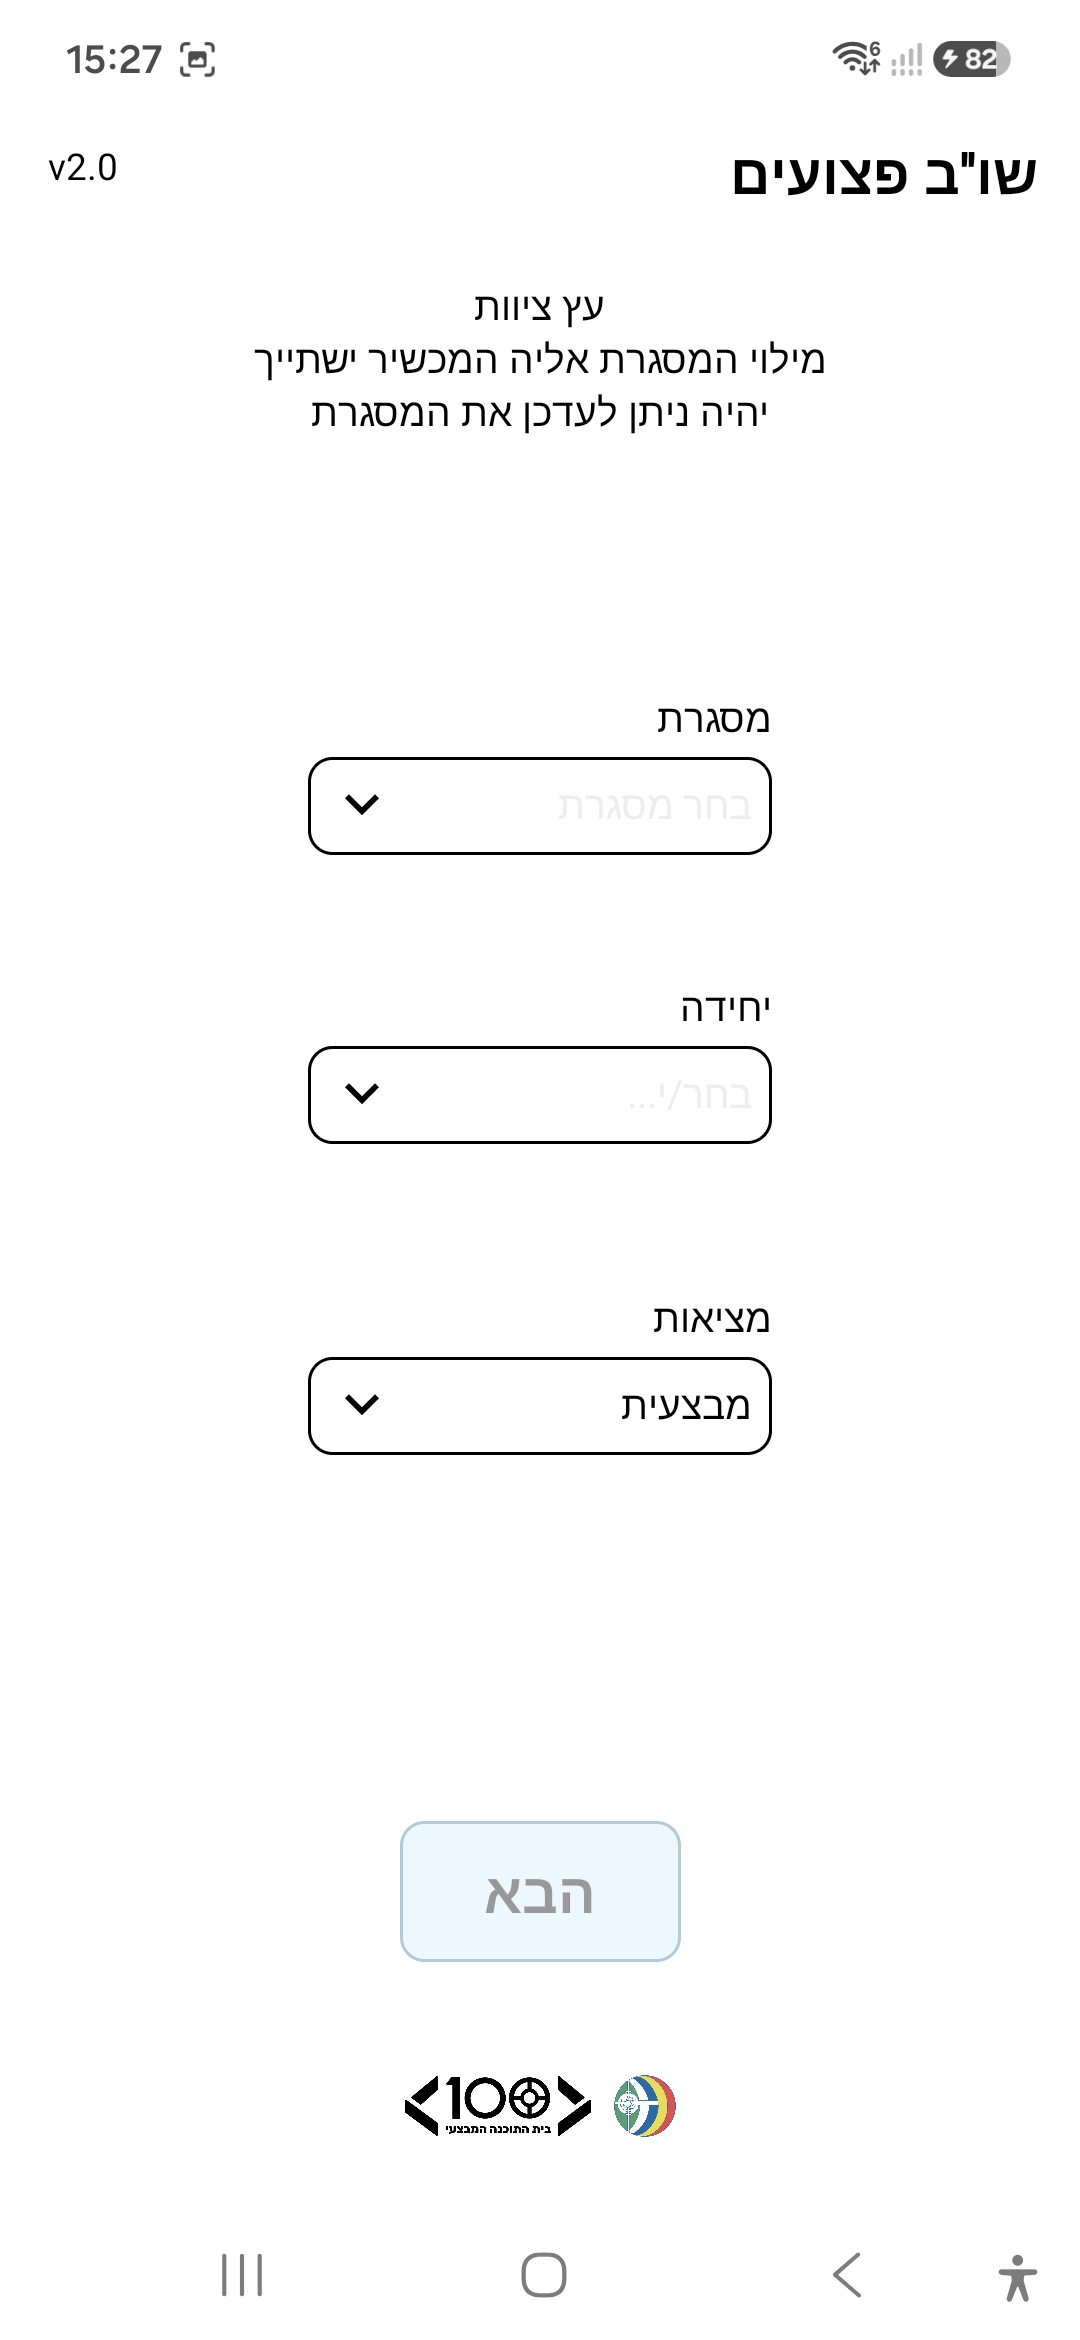 15:27
6
82
שו"ב פצועים
v2.0
עץ ציוות
מילוי המסגרת אליה המכשיר ישתייך
יהיה ניתן לעדכן את המסגרת
מסגרת
בחר מסגרת
יחידה
בחר/י...
מציאות
מבצעית
הבא
<100>
בית התוכנה המבצעי